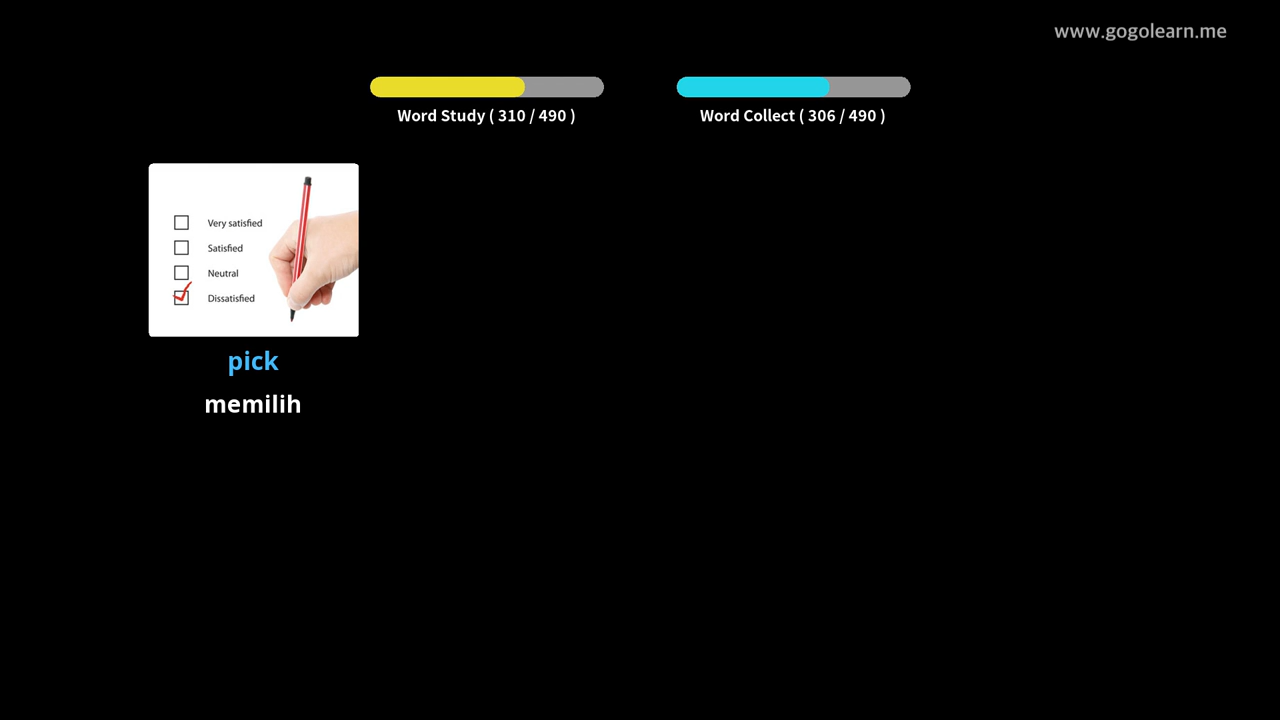 www.gogolearn.me
Word Study ( 310 / 490 )
Word Collect ( 306 / 490 )
Very satisfied
Satisfied
Neutral
Dissatisfied
pick
memilih